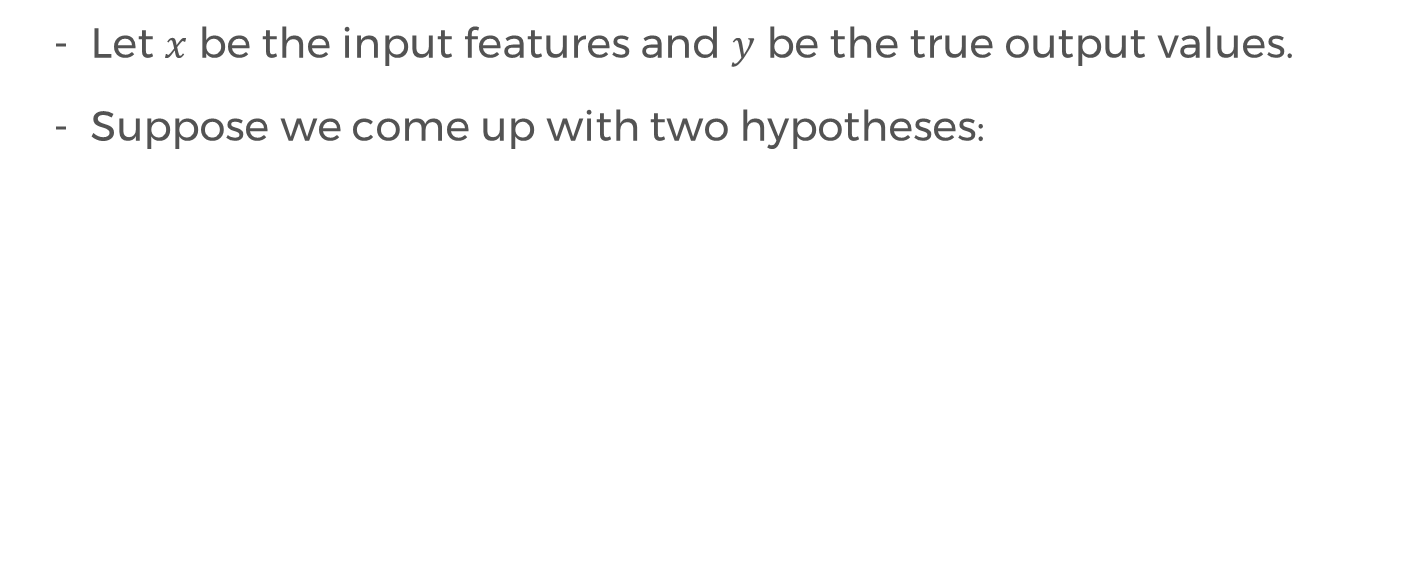 - Let x be the input features and y be the true output values.
- Suppose we come up with two hypotheses: